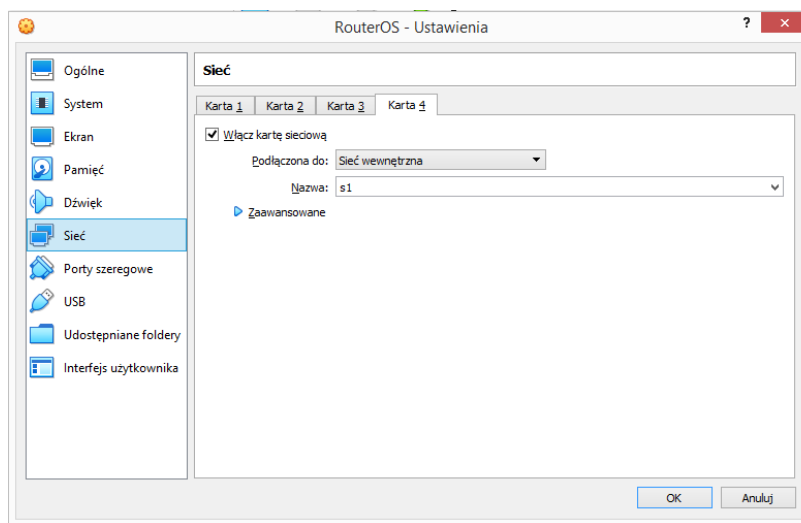 RouterOS - Ustawienia
?
×
Ogólne
System
Ekran
Pamięć
Dźwięk
Sieć
Porty szeregowe
USB
Udostępniane foldery
Interfejs użytkownika
Sieć
Karta 1 Karta 2 Karta 3 Karta 4
Włącz kartę sieciową
Podłączona do: Sieć wewnętrzna
Nazwa: s1
Zaawansowane
OK Anuluj